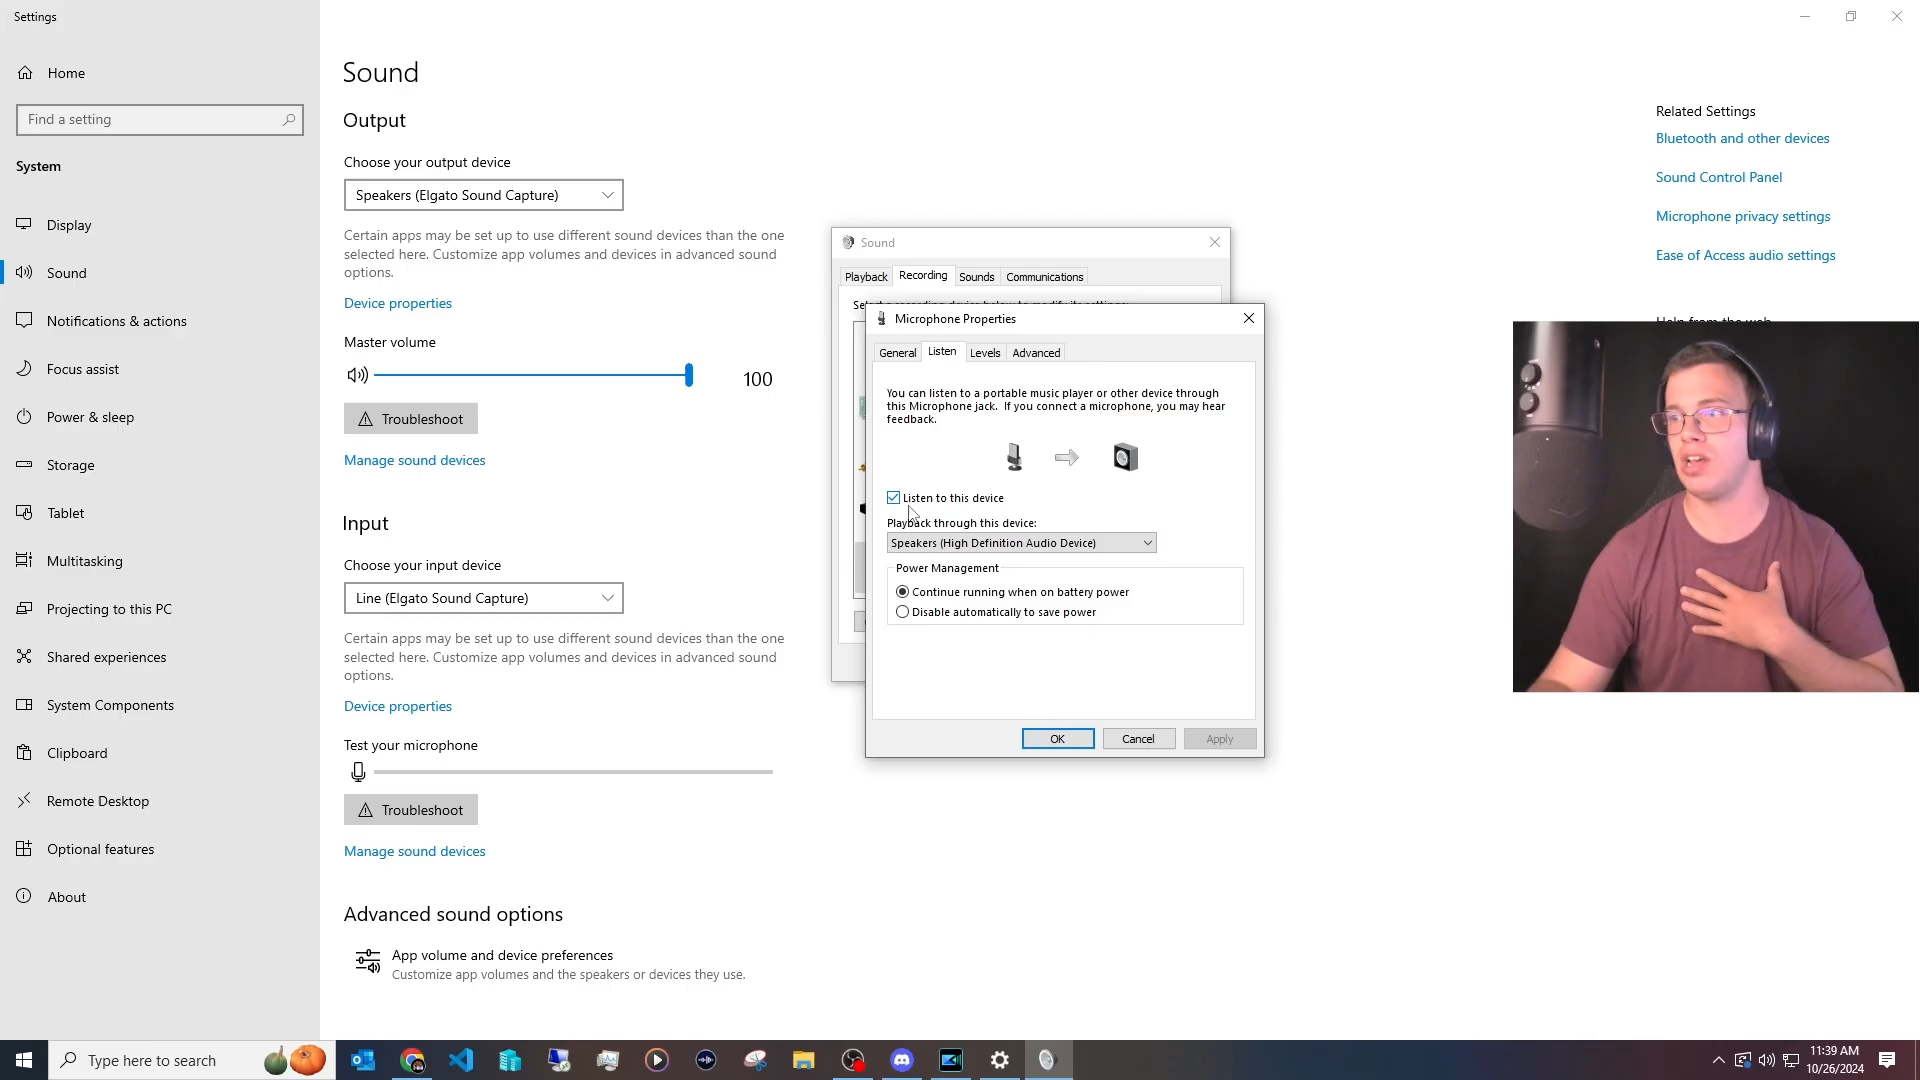 Settings
Home
Find a setting
System
Display
Sound
Notifications & actions
Focus assist
Power & sleep
Storage
Tablet
Multitasking
Projecting to this PC
Shared experiences
System Components
Clipboard
Remote Desktop
Optional features
About
Sound
Output
Choose your output device
Speakers (Elgato Sound Capture)
Certain apps may be set up to use different sound devices than the one
selected here. Customize app volumes and devices in advanced sound
options.
Device properties
Master volume
100
Troubleshoot
Manage sound devices
Input
Choose your input device
Line (Elgato Sound Capture)
Certain apps may be set up to use different sound devices than the one
selected here. Customize app volumes and devices in advanced sound
options.
Device properties
Test your microphone
Troubleshoot
Manage sound devices
Advanced sound options
App volume and device preferences
Customize app volumes and the speakers or devices they use.
Sound
Playback Recording Sounds Communications
Microphone Properties
General Listen Levels Advanced
You can listen to a portable music player or other device through
this Microphone jack. If you connect a microphone, you may hear
feedback.
Listen to this device
Playback through this device:
Speakers (High Definition Audio Device)
Power Management
Continue running when on battery power
Disable automatically to save power
OK Cancel Apply
Related Settings
Bluetooth and other devices
Sound Control Panel
Microphone privacy settings
Ease of Access audio settings
Type here to search
11:39 AM
10/26/2024